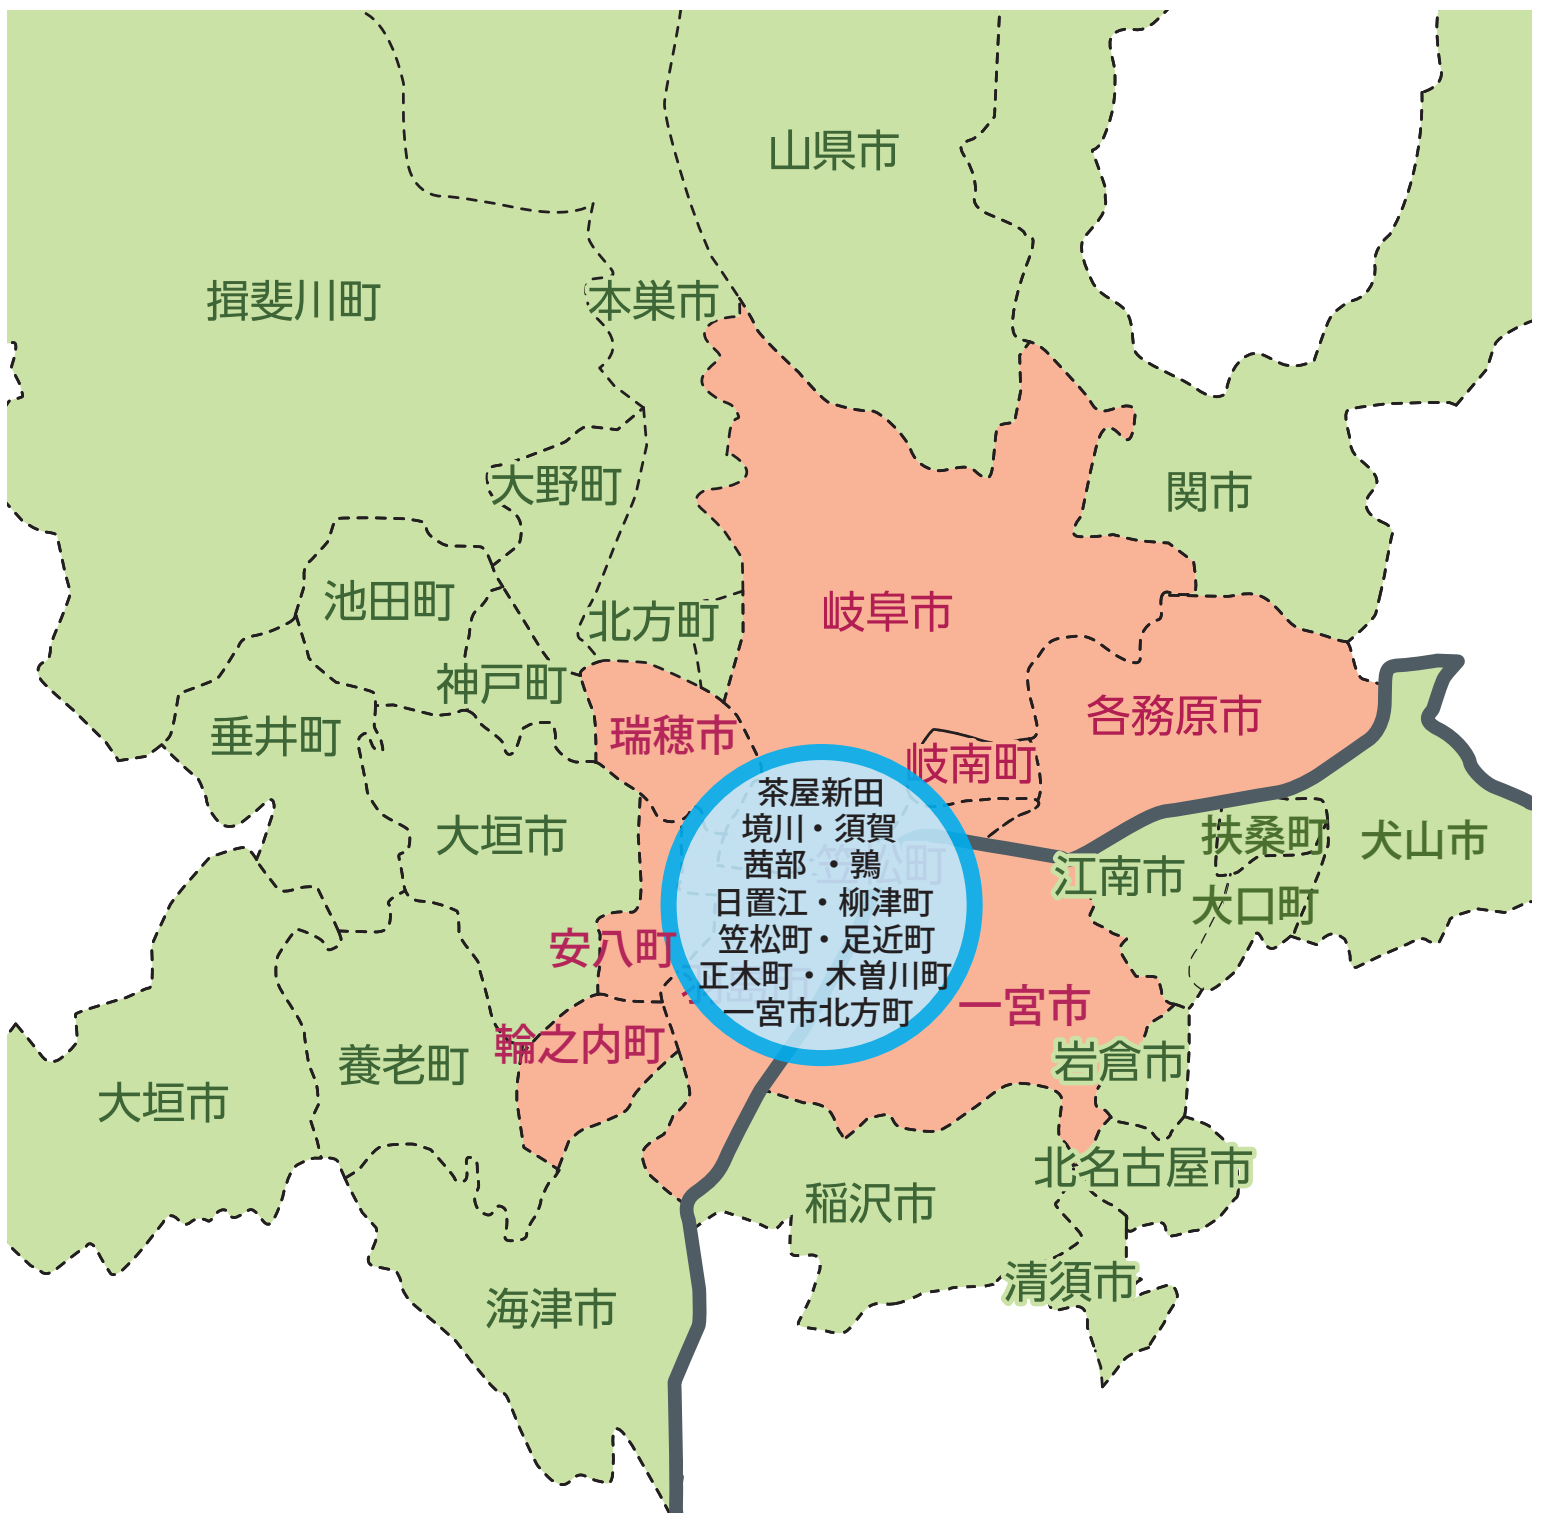 山県市
揖斐川町
本巣市
大野町
関市
池田町
北方町
岐阜市
神戸町
各務原市
瑞穂市
垂井町
岐南町
茶屋新田
境川・須賀
茜部 ・鶉
日置江・柳津町
笠松町・足近町
正木町・木曽川町
一宮市北方町
笠松町
大垣市
扶桑町
犬山市
江南市
大口町
安八町
一宮市
輪之内町
岩倉市
養老町
大垣市
北名古屋市
稲沢市
清須市
海津市